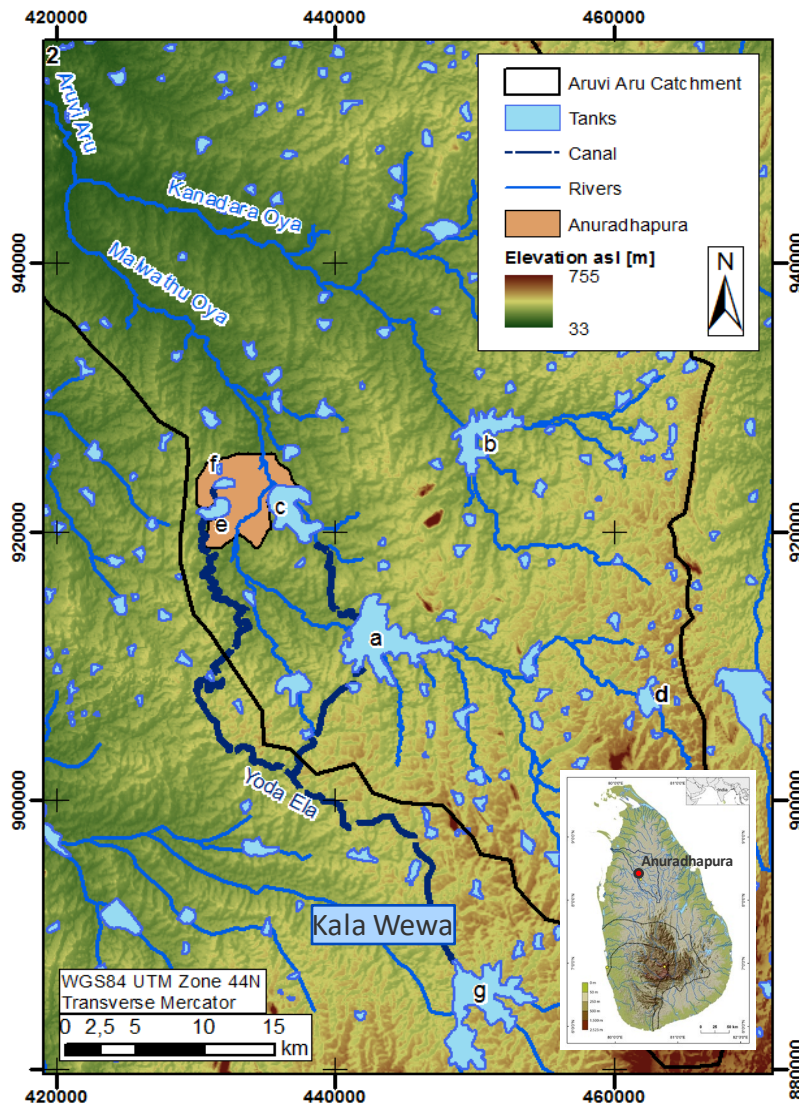 420000
440000
460000
2
Aruvi Aru
Kanadara Oya
Malwathu Oya
Aruvi Aru Catchment
Tanks
Canal
Rivers
Anuradhapura
Elevation asl [m]
755
33
N
940000
940000
920000
920000
900000
900000
880000
b
f
c
e
a
d
Yoda Ela
Kala Wewa
g
Anuradhapura
WGS84 UTM Zone 44N
Transverse Mercator
0 2,5 5 10 15
km
420000
440000
460000